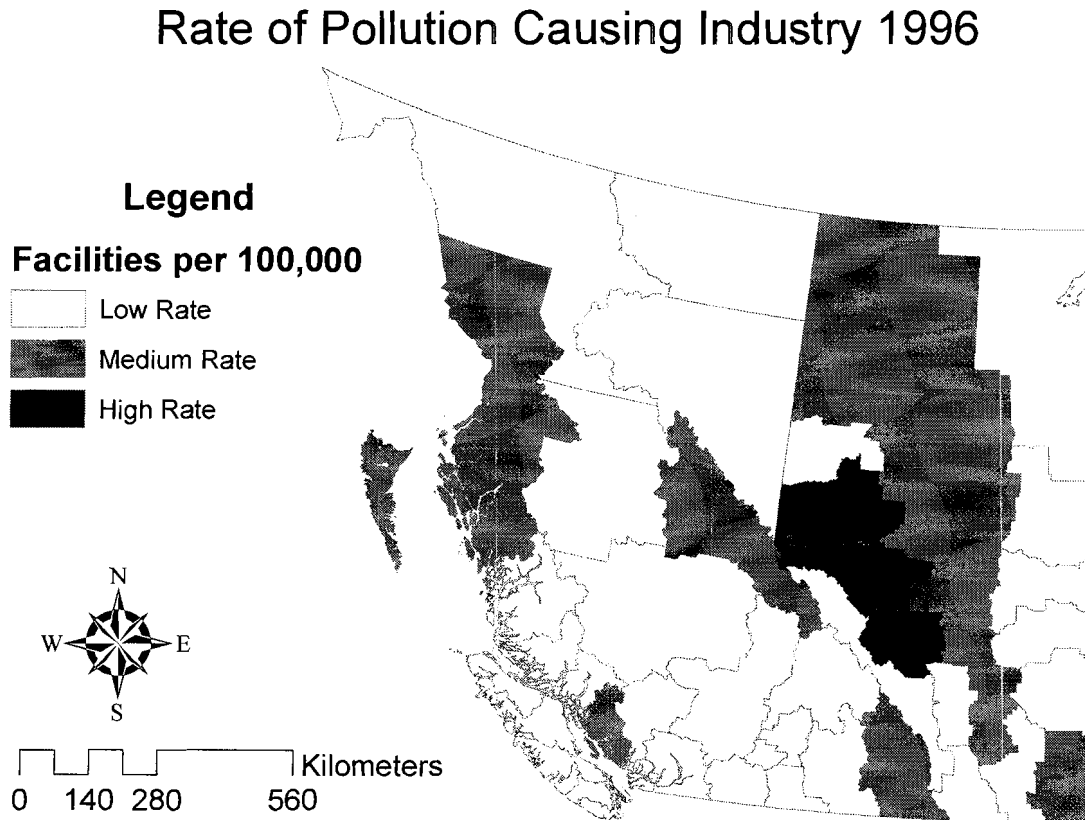 Rate of Pollution Causing Industry 1996
Legend
Facilities per 100,000
Low Rate
Medium Rate
High Rate
N
W E
S
Kilometers
0 140 280 560